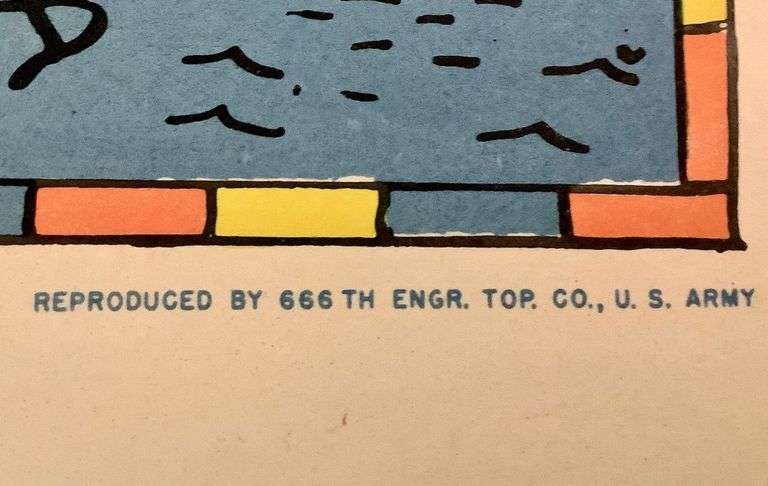 REPRODUCED BY 666 TH ENGR. TOP. CO., U. S. ARMY